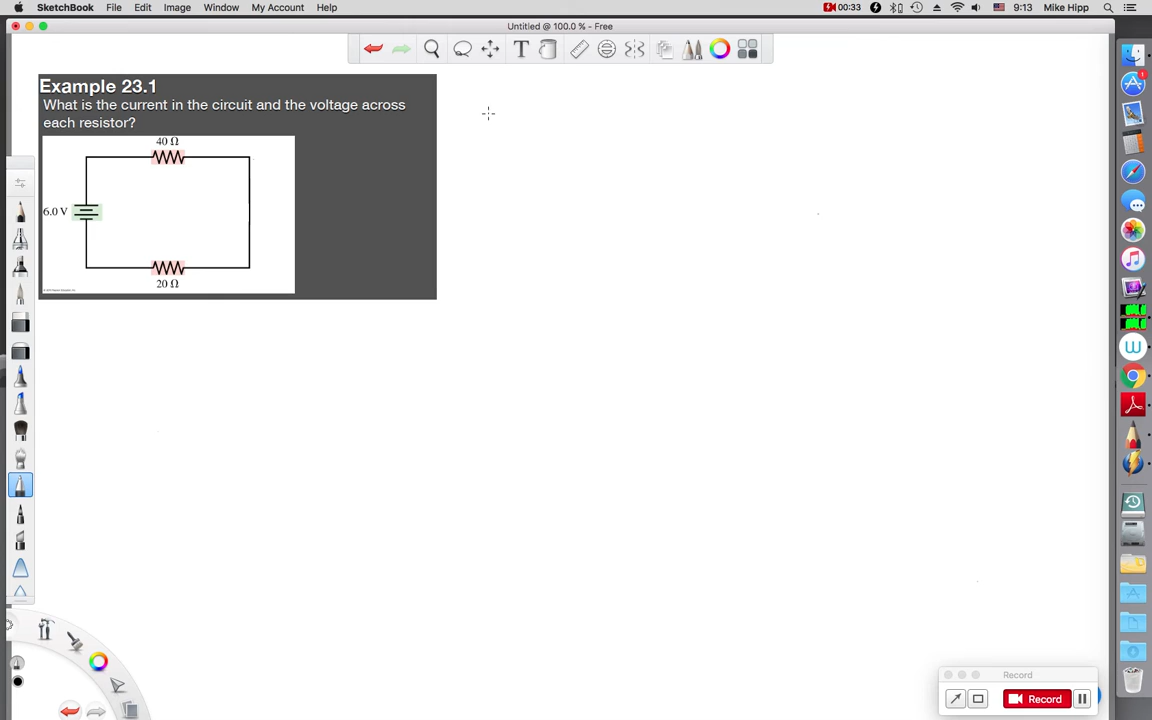 SketchBook File Edit Image Window My Account Help 00:33 9:13 Mike Hipp
Untitled @ 100.0 % - Free
T
Example 23.1
What is the current in the circuit and the voltage across
each resistor?
40 Ω
6.0 V
20 Ω
Record
Record